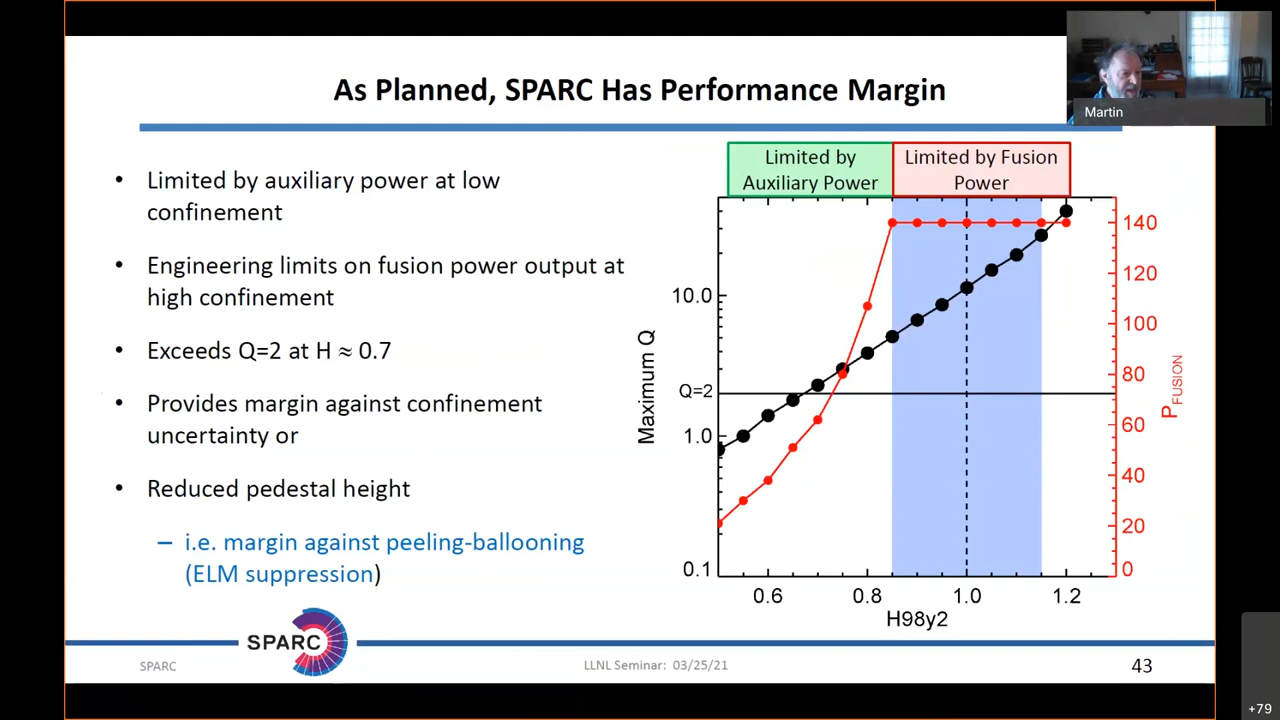 As Planned, SPARC Has Performance Margin
Martin
• Limited by auxiliary power at low
confinement
• Engineering limits on fusion power output at
high confinement
• Exceeds Q=2 at H ≈ 0.7
• Provides margin against confinement
uncertainty or
• Reduced pedestal height
– i.e. margin against peeling-ballooning
(ELM suppression)
Limited by
Auxiliary Power
Limited by Fusion
Power
Maximum Q
10.0
Q=2
1.0
0.1
140
120
100
80
60
40
20
0
P_FUSION
0.6 0.8 1.0 1.2
H98y2
SPARC
SPARC
LLNL Seminar: 03/25/21
43
+79